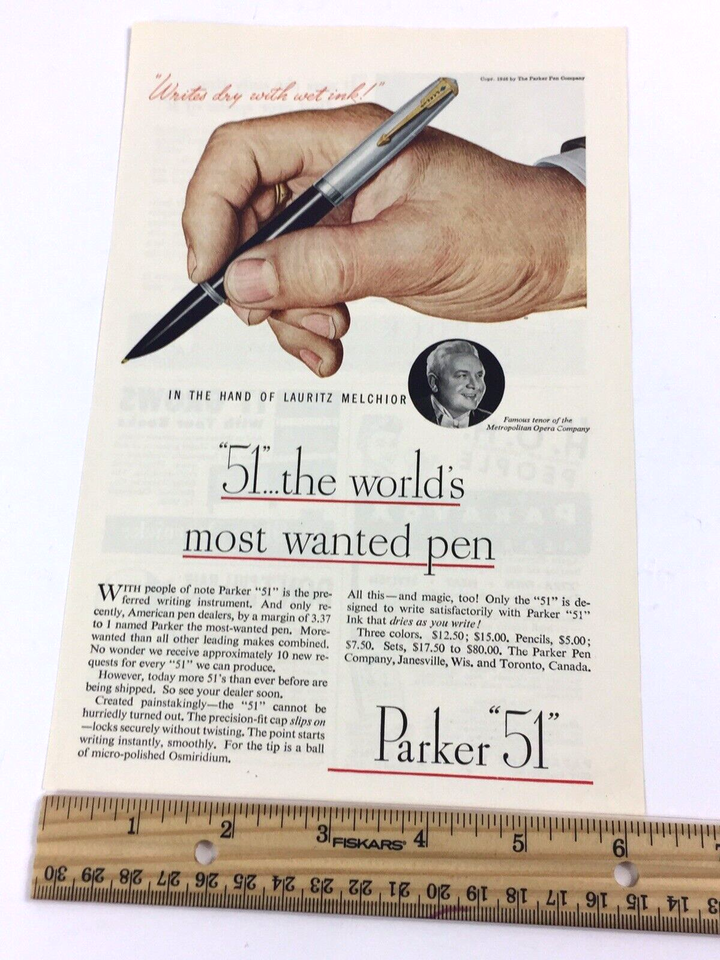 "Writes dry with wet ink!"
Copr. 1946 by The Parker Pen Company
IN THE HAND OF LAURITZ MELCHIOR
Famous tenor of the
Metropolitan Opera Company
"51"...the world's
most wanted pen
WITH people of note Parker "51" is the pre-
ferred writing instrument. And only re-
cently, American pen dealers, by a margin of 3.37
to 1 named Parker the most-wanted pen. More-
wanted than all other leading makes combined.
No wonder we receive approximately 10 new re-
quests for every "51" we can produce.
However, today more 51's than ever before are
being shipped. So see your dealer soon.
Created painstakingly—the "51" cannot be
hurriedly turned out. The precision-fit cap slips on
—locks securely without twisting. The point starts
writing instantly, smoothly. For the tip is a ball
of micro-polished Osmiridium.
All this—and magic, too! Only the "51" is de-
signed to write satisfactorily with Parker "51"
Ink that dries as you write!
Three colors. $12.50; $15.00. Pencils, $5.00;
$7.50. Sets, $17.50 to $80.00. The Parker Pen
Company, Janesville, Wis. and Toronto, Canada.
Parker "51"
1 2 3 FISKARS 4 5 6 7
30 29 28 27 26 25 24 23 22 21 20 19 18 17 16 15 14 13